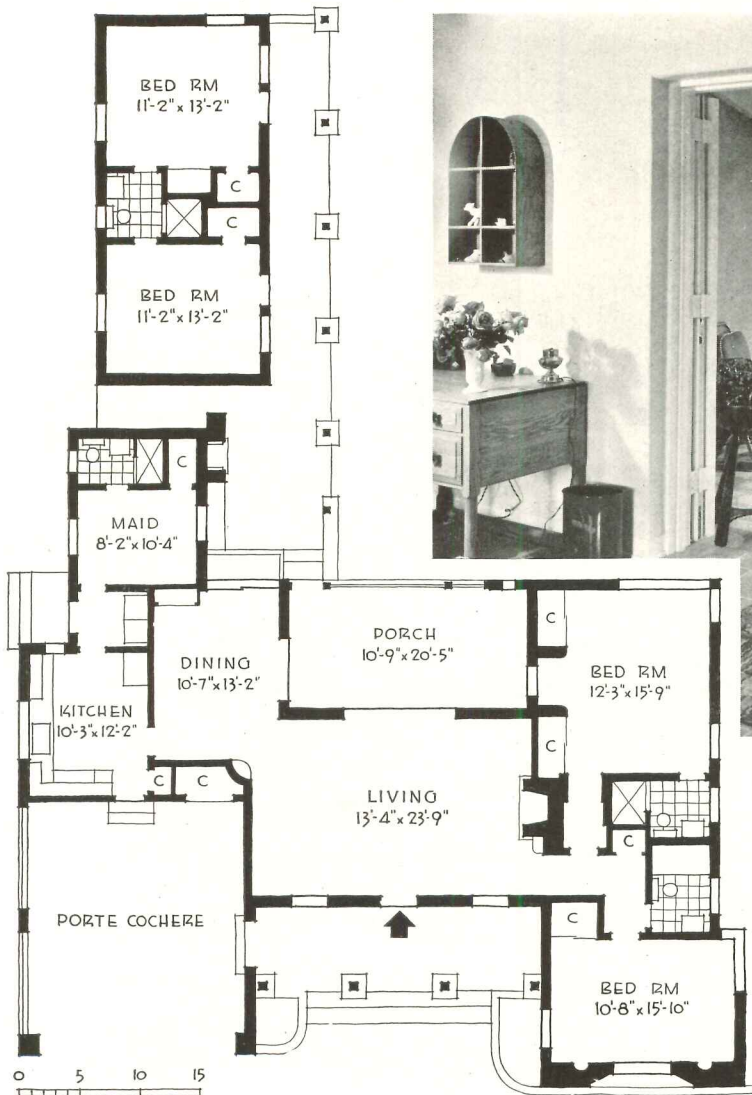 BED RM
11'-2" x 13'-2"
C
C
BED RM
11'-2" x 13'-2"
C
MAID
8'-2" x 10'-4"
PORCH
10'-9" x 20'-5"
C
DINING
10'-7" x 13'-2"
BED RM
12'-3" x 15'-9"
KITCHEN
10'-3" x 12'-2"
C
C
C
LIVING
13'-4" x 23'-9"
C
PORTE COCHERE
C
BED RM
10'-8" x 15'-10"
0 5 10 15